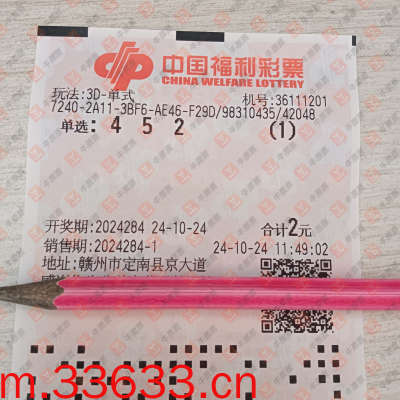 中国福利彩票
CHINA WELFARE LOTTERY
玩法:3D-单式 机号:36111201
7240-2A11-3BF6-AE46-F29D/98310435/42048
单选: 4 5 2 (1)
开奖期:2024284 24-10-24 合计2元
销售期:2024284-1 24-10-24 11:49:02
地址:赣州市定南县京大道
m.33633.cn